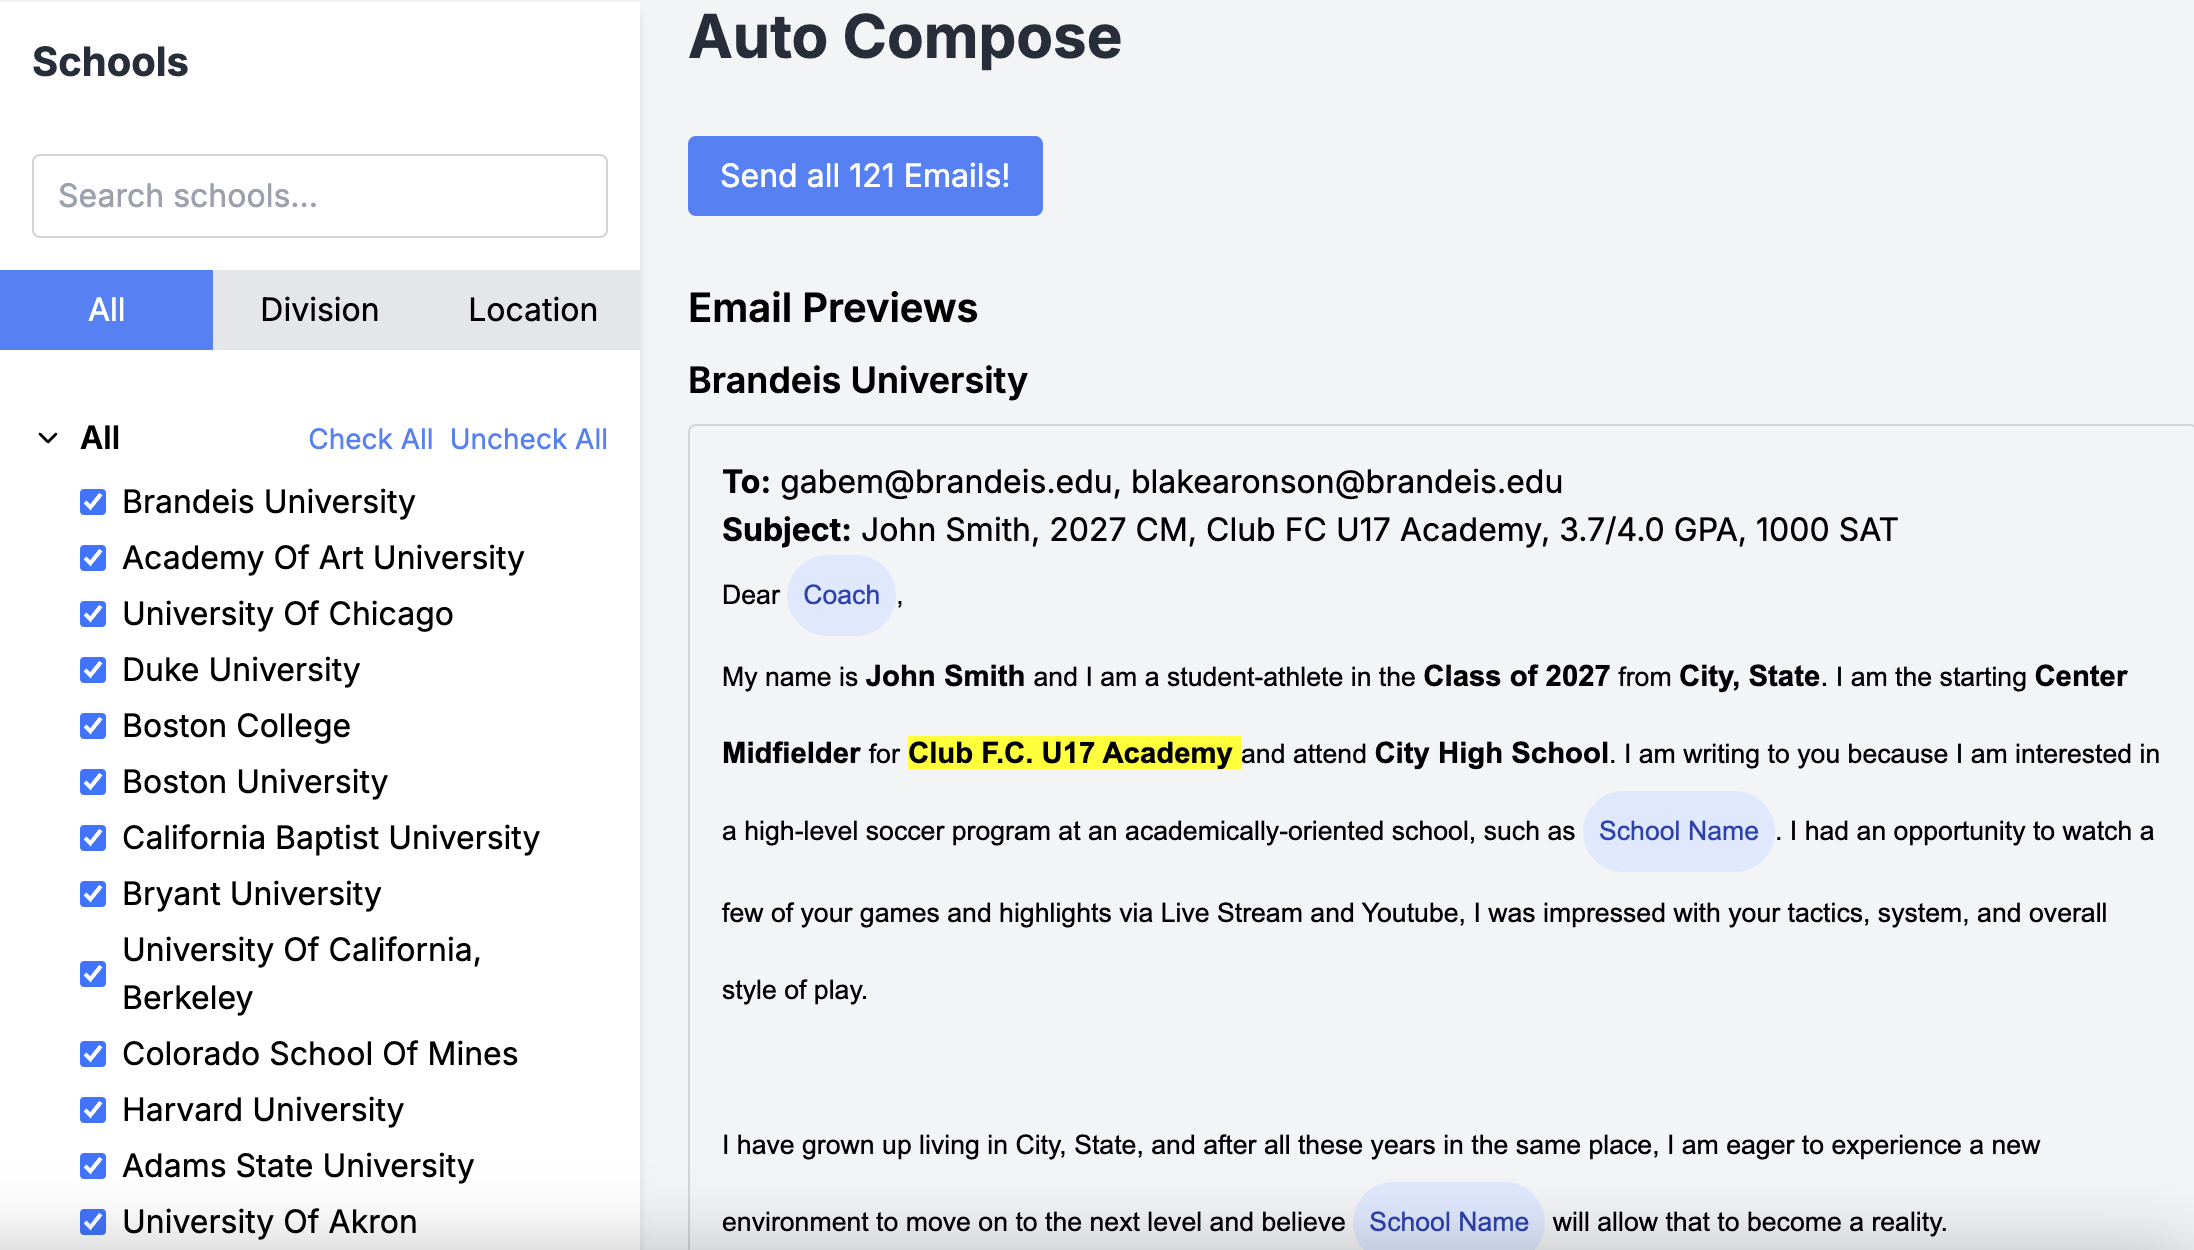 Schools
Search schools...
All
Division
Location
All
Check All
Uncheck All
Brandeis University
Academy Of Art University
University Of Chicago
Duke University
Boston College
Boston University
California Baptist University
Bryant University
University Of California,
Berkeley
Colorado School Of Mines
Harvard University
Adams State University
University Of Akron
Auto Compose
Send all 121 Emails!
Email Previews
Brandeis University
To: gabem@brandeis.edu, blakearonson@brandeis.edu
Subject: John Smith, 2027 CM, Club FC U17 Academy, 3.7/4.0 GPA, 1000 SAT
Dear Coach ,
My name is John Smith and I am a student-athlete in the Class of 2027 from City, State. I am the starting Center
Midfielder for Club F.C. U17 Academy and attend City High School. I am writing to you because I am interested in
a high-level soccer program at an academically-oriented school, such as School Name . I had an opportunity to watch a
few of your games and highlights via Live Stream and Youtube, I was impressed with your tactics, system, and overall
style of play.
I have grown up living in City, State, and after all these years in the same place, I am eager to experience a new
environment to move on to the next level and believe School Name will allow that to become a reality.